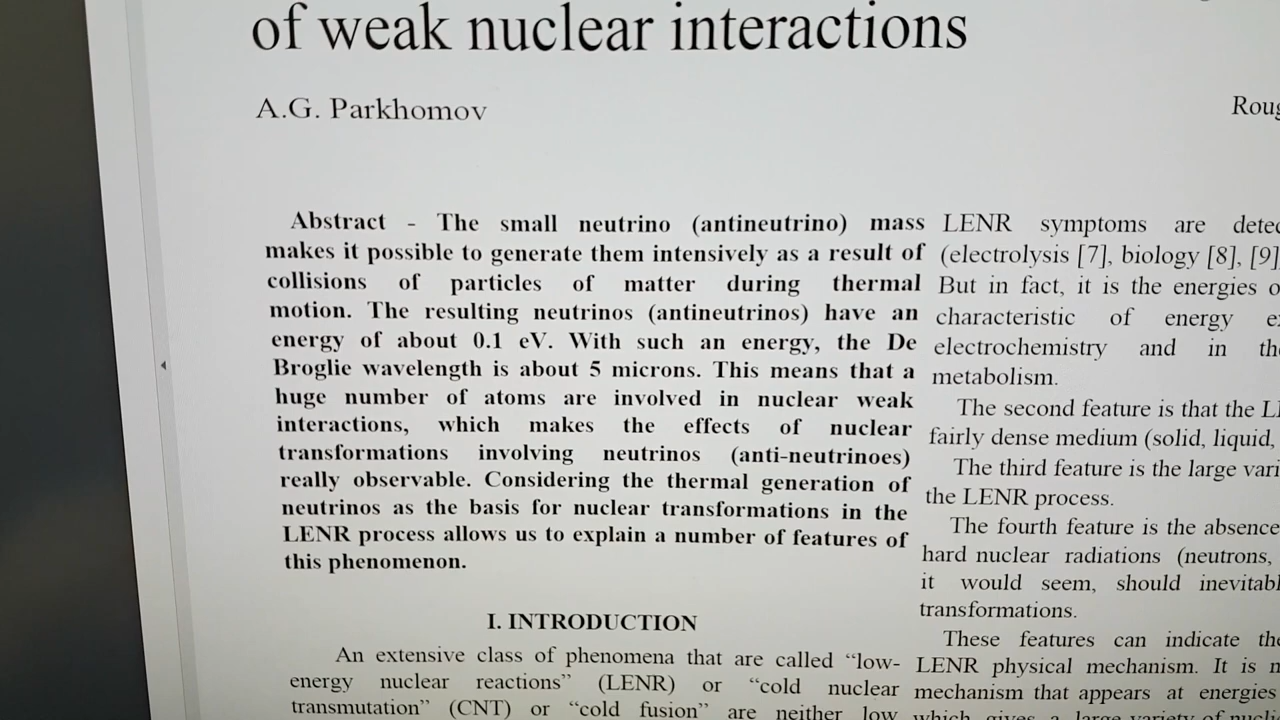 of weak nuclear interactions
A.G. Parkhomov
Abstract - The small neutrino (antineutrino) mass
makes it possible to generate them intensively as a result of
collisions of particles of matter during thermal
motion. The resulting neutrinos (antineutrinos) have an
energy of about 0.1 eV. With such an energy, the De
Broglie wavelength is about 5 microns. This means that a
huge number of atoms are involved in nuclear weak
interactions, which makes the effects of nuclear
transformations involving neutrinos (anti-neutrinoes)
really observable. Considering the thermal generation of
neutrinos as the basis for nuclear transformations in the
LENR process allows us to explain a number of features of
this phenomenon.
I. INTRODUCTION
An extensive class of phenomena that are called “low-
energy nuclear reactions” (LENR) or “cold nuclear
transmutation” (CNT) or “cold fusion” are neither low
LENR symptoms are
(electrolysis [7], biology [8], [9]
But in fact, it is the energies
characteristic of energy
electrochemistry and in
metabolism.
The second feature is that the
fairly dense medium (solid, liquid,
The third feature is the large
the LENR process.
The fourth feature is the absence
hard nuclear radiations (neutrons,
it would seem, should
transformations.
These features can indicate
LENR physical mechanism. It is
mechanism that appears at energies
which gives a large variety of